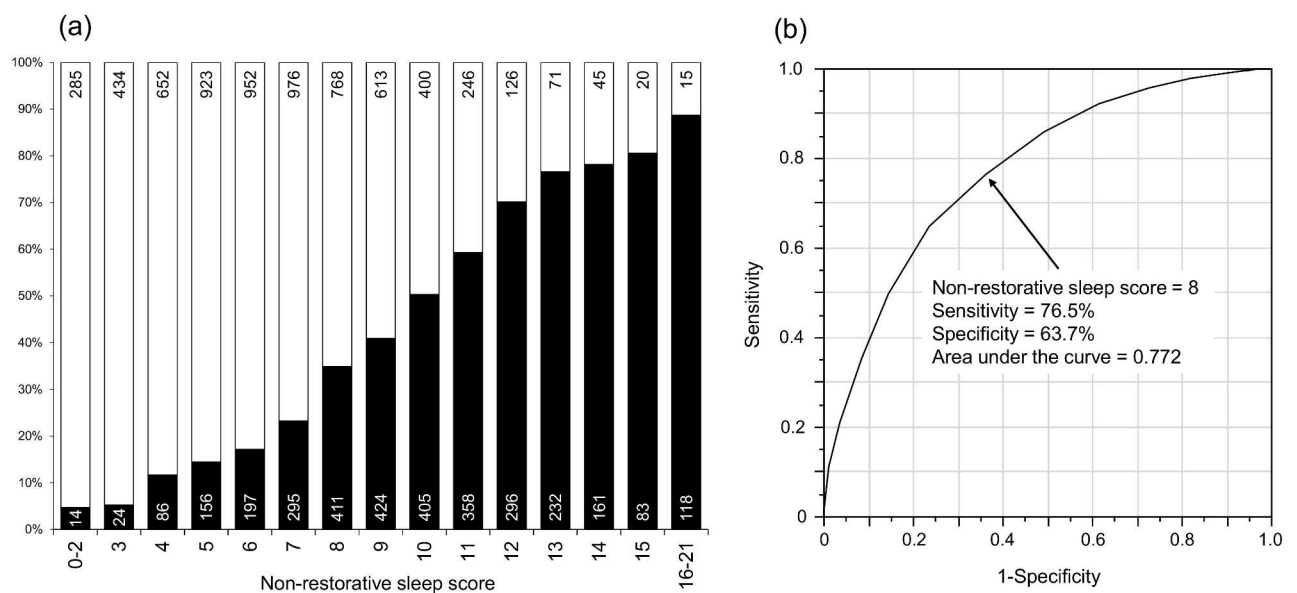 (a)
100%
90%
80%
70%
60%
50%
40%
30%
20%
10%
0%
285 434 652 923 952 976 768 613 400 246 126 71 45 20 15
14 24 86 156 197 295 411 424 405 358 296 232 161 83 118
0-2 3 4 5 6 7 8 9 10 11 12 13 14 15 16-21
Non-restorative sleep score
(b)
Sensitivity
1.0
0.8
0.6
0.4
0.2
0
Non-restorative sleep score = 8
Sensitivity = 76.5%
Specificity = 63.7%
Area under the curve = 0.772
0 0.2 0.4 0.6 0.8 1.0
1-Specificity